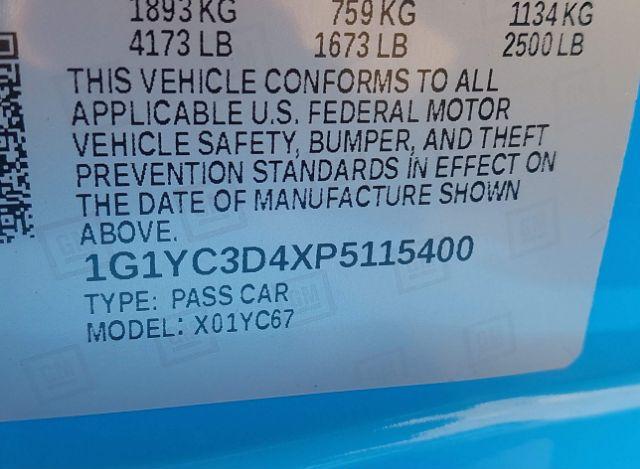 1893 KG 759 KG 1134 KG
4173 LB 1673 LB 2500 LB
THIS VEHICLE CONFORMS TO ALL
APPLICABLE U.S. FEDERAL MOTOR
VEHICLE SAFETY, BUMPER, AND THEFT
PREVENTION STANDARDS IN EFFECT ON
THE DATE OF MANUFACTURE SHOWN
ABOVE.
1G1YC3D4XP5115400
TYPE: PASS CAR
MODEL: X01YC67